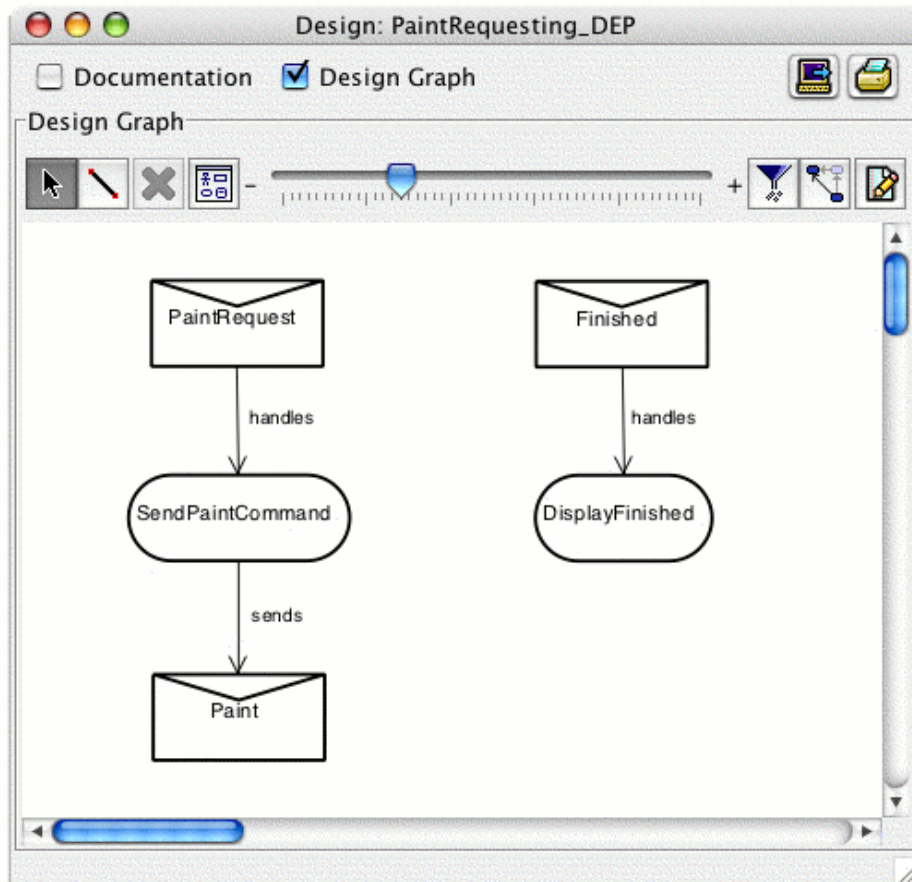 Design: PaintRequesting_DEP
Documentation Design Graph
Design Graph
- +
PaintRequest Finished
handles handles
SendPaintCommand DisplayFinished
sends
Paint